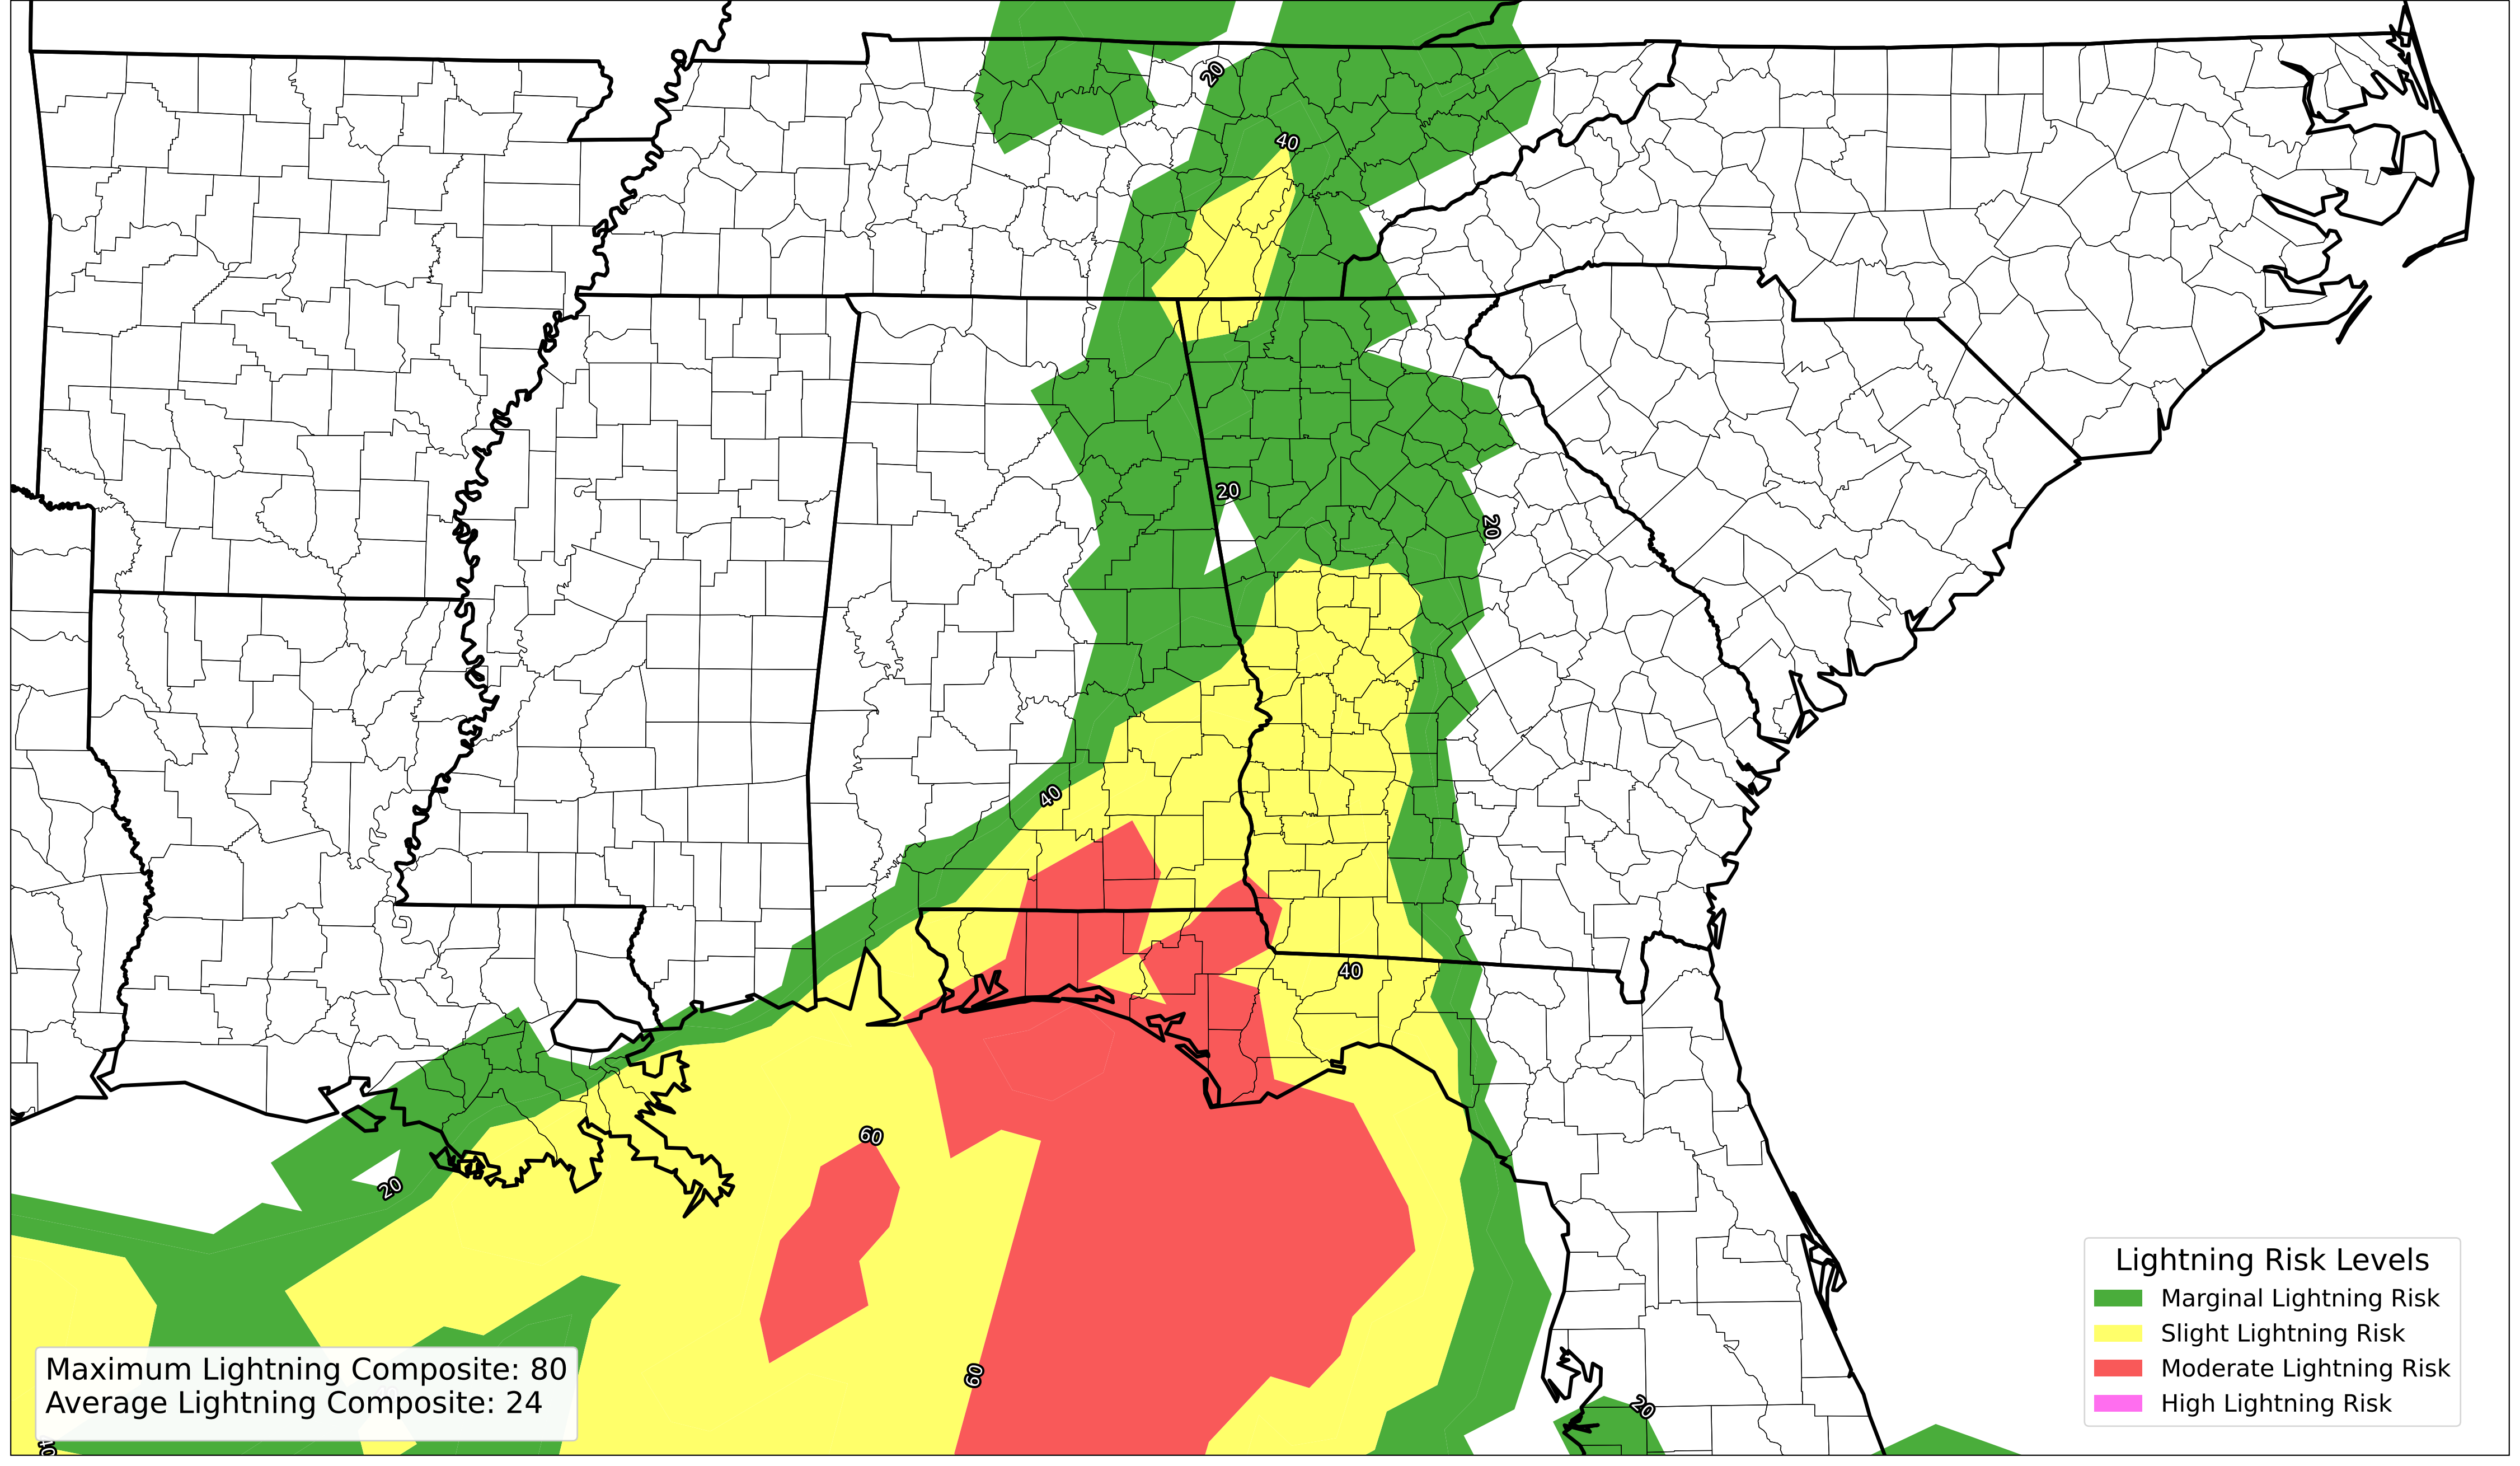 20
40
20
20
40
40
60
20
60
20
40
Lightning Risk Levels
Marginal Lightning Risk
Slight Lightning Risk
Moderate Lightning Risk
High Lightning Risk
Maximum Lightning Composite: 80
Average Lightning Composite: 24